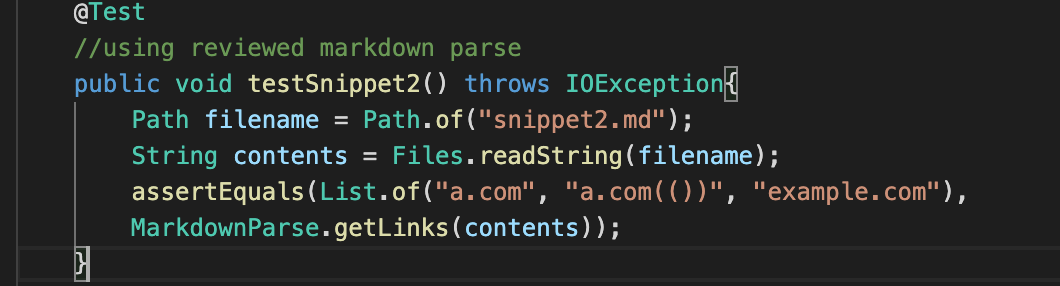 @Test
//using reviewed markdown parse
public void testSnippet2() throws IOException{
Path filename = Path.of("snippet2.md");
String contents = Files.readString(filename);
assertEquals(List.of("a.com", "a.com(())", "example.com"),
MarkdownParse.getLinks(contents));
}